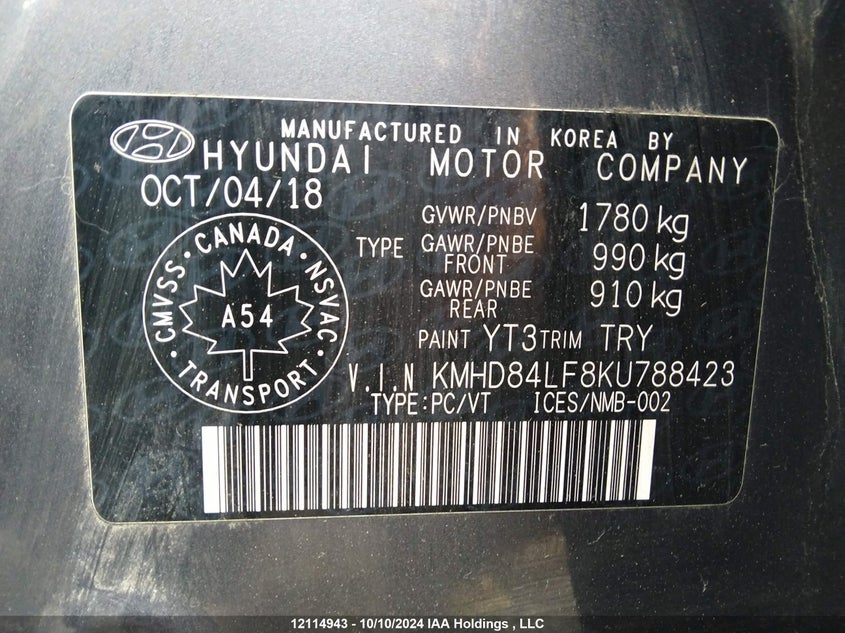 MANUFACTURED IN KOREA BY
HYUNDAI MOTOR COMPANY
OCT/04/18
GVWR/PNBV 1780 kg
TYPE GAWR/PNBE FRONT 990 kg
GAWR/PNBE REAR 910 kg
CMVSS • CANADA • NSVAC • TRANSPORT •
A54
PAINT YT3 TRIM TRY
V.I.N KMHD84LF8KU788423
TYPE:PC/VT ICES/NMB-002
12114943 - 10/10/2024 IAA Holdings , LLC